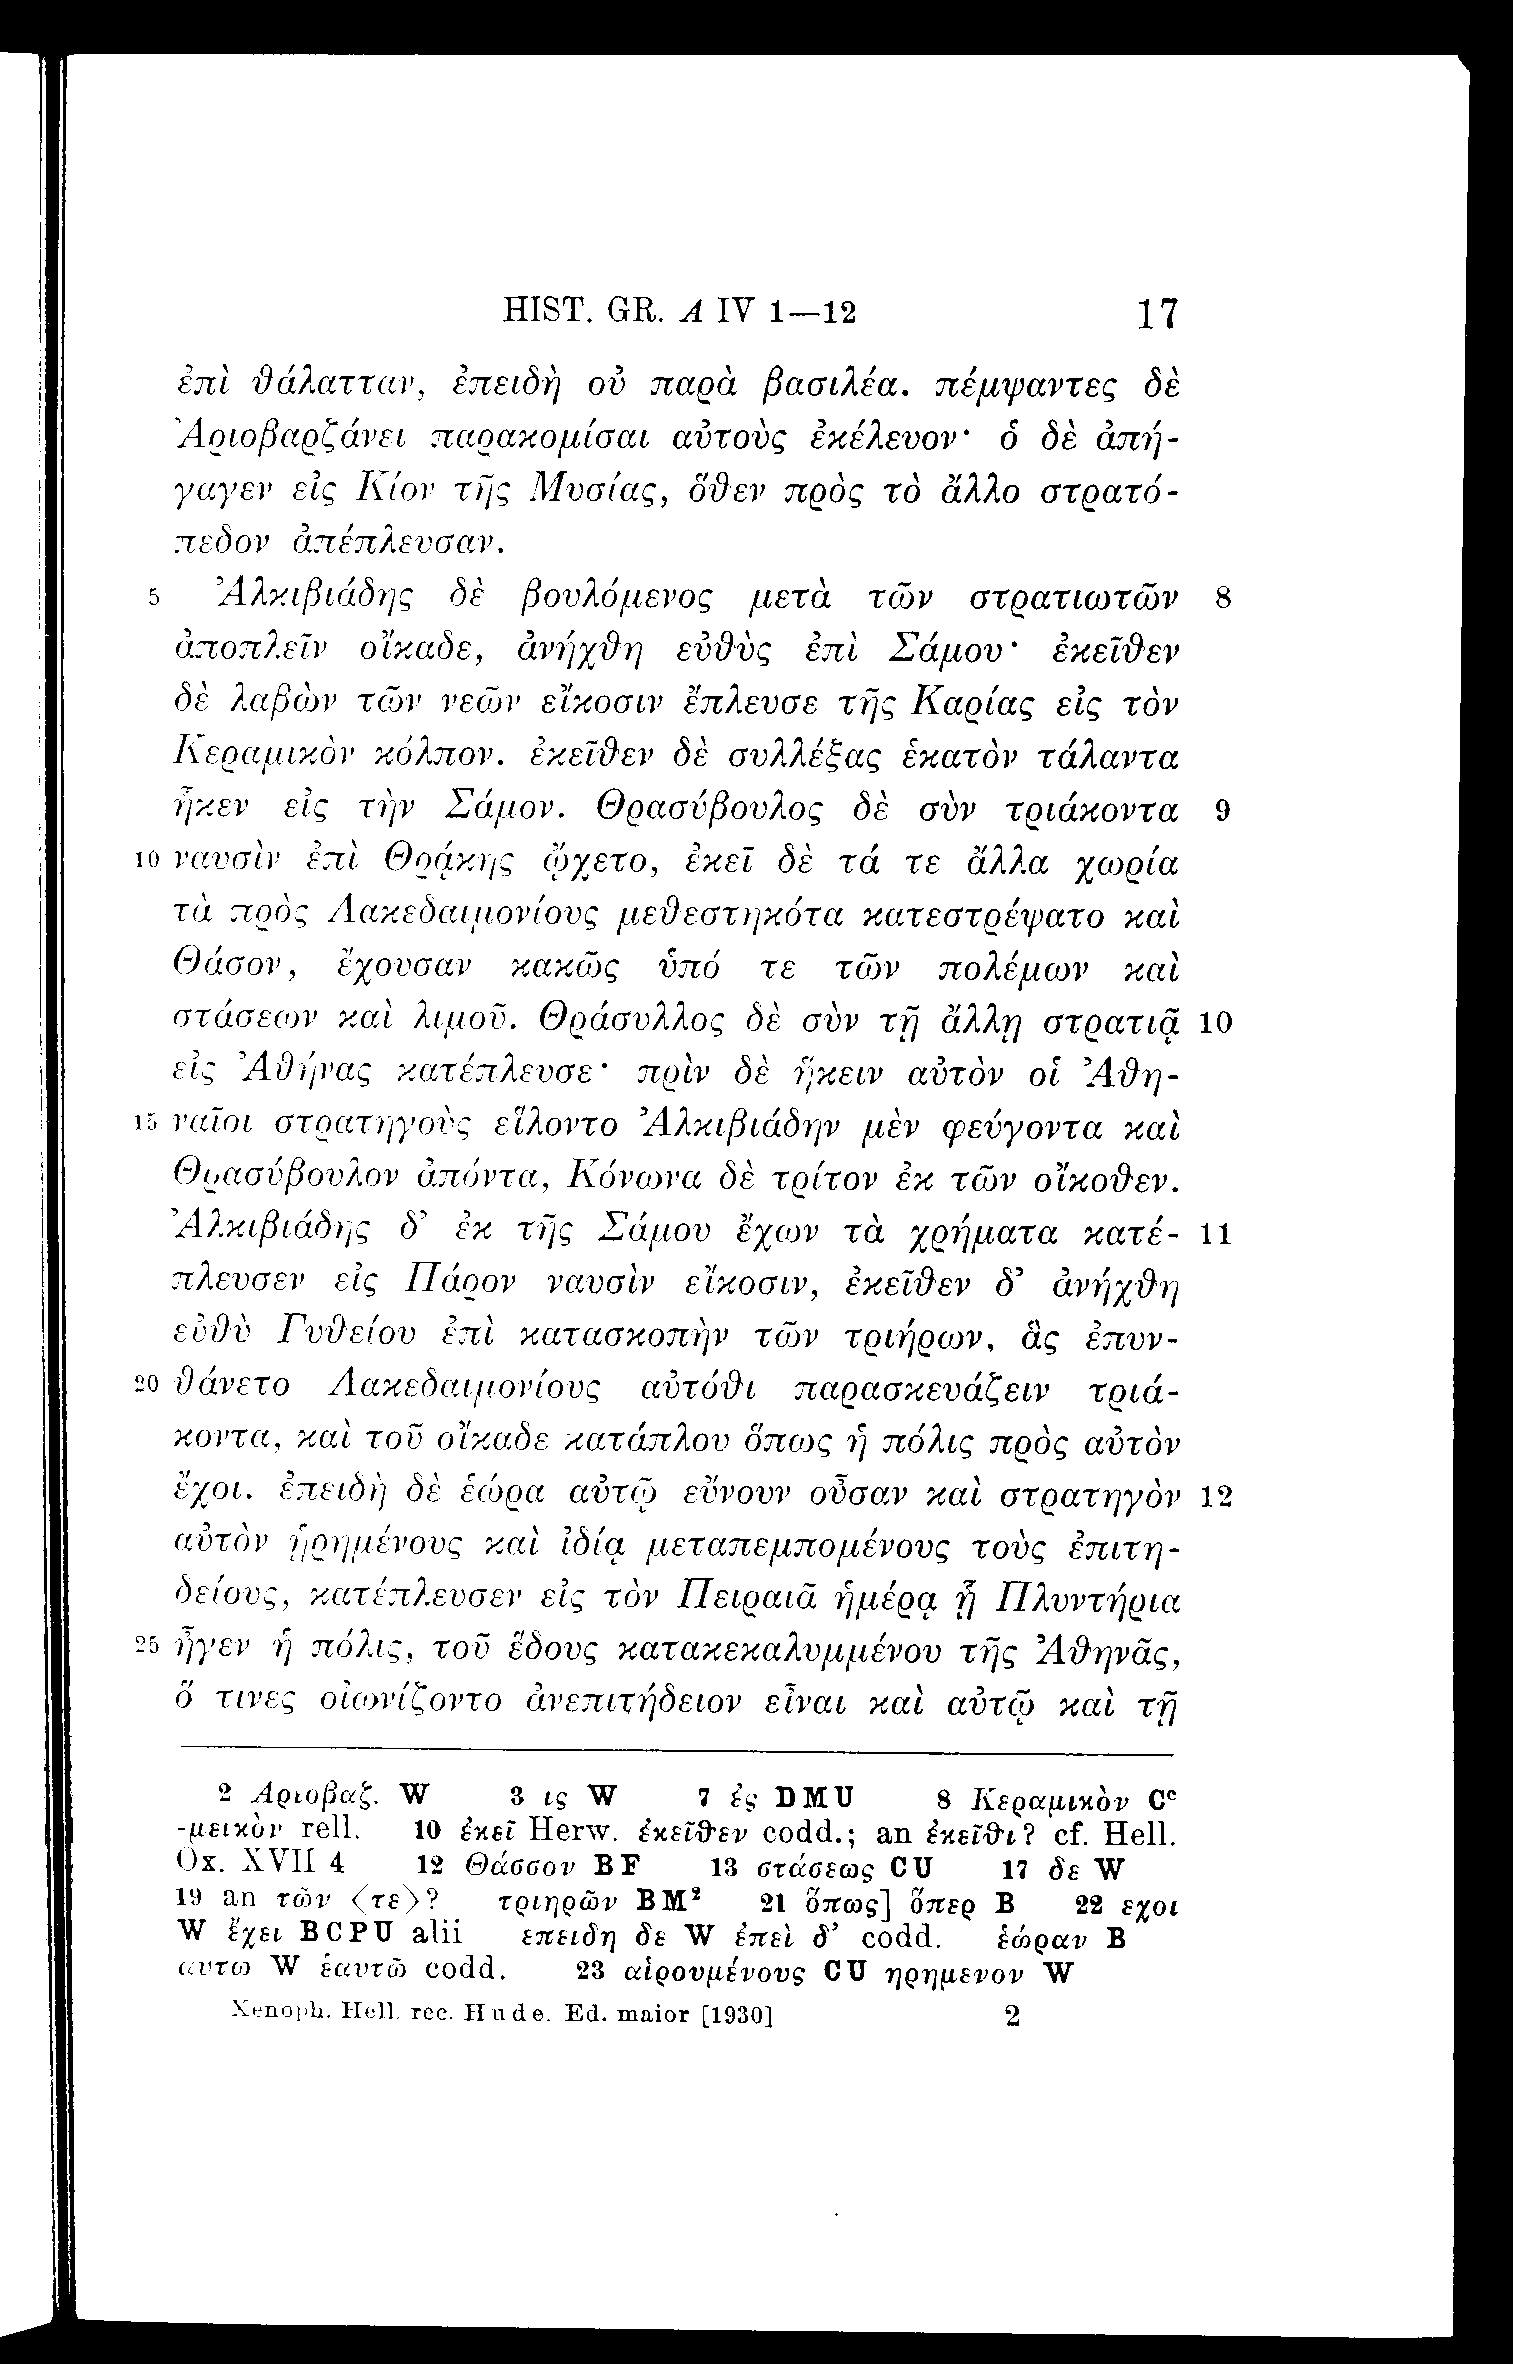 HIST. GR. Α IV 1—12 17
ἐπὶ θάλατταν, ἐπειδὴ οὐ παρὰ βασιλέα. πέμψαντες δὲ
Ἀριοβαρζάνει παρακομίσαι αὐτοὺς ἐκέλευον· ὁ δὲ ἀπή-
γαγεν εἰς Κίον τῆς Μυσίας, ὅθεν πρὸς τὸ ἄλλο στρατό-
πεδον ἀπέπλευσαν.
5 Ἀλκιβιάδης δὲ βουλόμενος μετὰ τῶν στρατιωτῶν 8
ἀποπλεῖν οἴκαδε, ἀνήχθη εὐθὺς ἐπὶ Σάμου· ἐκεῖθεν
δὲ λαβὼν τῶν νεῶν εἴκοσιν ἔπλευσε τῆς Καρίας εἰς τὸν
Κεραμικὸν κόλπον. ἐκεῖθεν δὲ συλλέξας ἑκατὸν τάλαντα
ἧκεν εἰς τὴν Σάμον. Θρασύβουλος δὲ σὺν τριάκοντα 9
10 ναυσὶν ἐπὶ Θρᾴκης ᾤχετο, ἐκεῖ δὲ τά τε ἄλλα χωρία
τὰ πρὸς Λακεδαιμονίους μεθεστηκότα κατεστρέψατο καὶ
Θάσον, ἔχουσαν κακῶς ὑπό τε τῶν πολέμων καὶ
στάσεων καὶ λιμοῦ. Θράσυλλος δὲ σὺν τῇ ἄλλῃ στρατιᾷ 10
εἰς Ἀθήνας κατέπλευσε· πρὶν δὲ ἥκειν αὐτὸν οἱ Ἀθη-
15 ναῖοι στρατηγοὺς εἵλοντο Ἀλκιβιάδην μὲν φεύγοντα καὶ
Θρασύβουλον ἀπόντα, Κόνωνα δὲ τρίτον ἐκ τῶν οἴκοθεν.
Ἀλκιβιάδης δ’ ἐκ τῆς Σάμου ἔχων τὰ χρήματα κατέ- 11
πλευσεν εἰς Πάρον ναυσὶν εἴκοσιν, ἐκεῖθεν δ’ ἀνήχθη
εὐθὺ Γυθείου ἐπὶ κατασκοπὴν τῶν τριήρων, ἃς ἐπυν-
20 θάνετο Λακεδαιμονίους αὐτόθι παρασκευάζειν τριά-
κοντα, καὶ τοῦ οἴκαδε κατάπλου ὅπως ἡ πόλις πρὸς αὐτὸν
ἔχοι. ἐπειδὴ δὲ ἑώρα αὐτῷ εὔνουν οὖσαν καὶ στρατηγὸν 12
αὐτὸν ᾑρημένους καὶ ἰδίᾳ μεταπεμπομένους τοὺς ἐπιτη-
δείους, κατέπλευσεν εἰς τὸν Πειραιᾶ ἡμέρᾳ ᾗ Πλυντήρια
25 ἦγεν ἡ πόλις, τοῦ ἕδους κατακεκαλυμμένου τῆς Ἀθηνᾶς,
ὅ τινες οἰωνίζοντο ἀνεπιτήδειον εἶναι καὶ αὐτῷ καὶ τῇ
2 Αριοβαζ. W 3 ις W 7 ἐς DMU 8 Κεραμικὸν Cᶜ
-μεικὸν rell. 10 ἐκεῖ Herw. ἐκεῖθεν codd.; an ἐκεῖθι? cf. Hell.
Ox. XVII 4 12 Θάσσον BF 13 στάσεως CU 17 δε W
19 an τῶν ⟨τε⟩? τριηρῶν BM² 21 ὅπως] ὅπερ B 22 εχοι
W ἔχει BCPU alii επειδη δε W ἐπεὶ δ’ codd. ἑώραν B
αυτω W ἑαυτῶ codd. 23 αἱρουμένους CU ηρημενον W
Xenoph. Hell. rec. Hude. Ed. maior [1930] 2